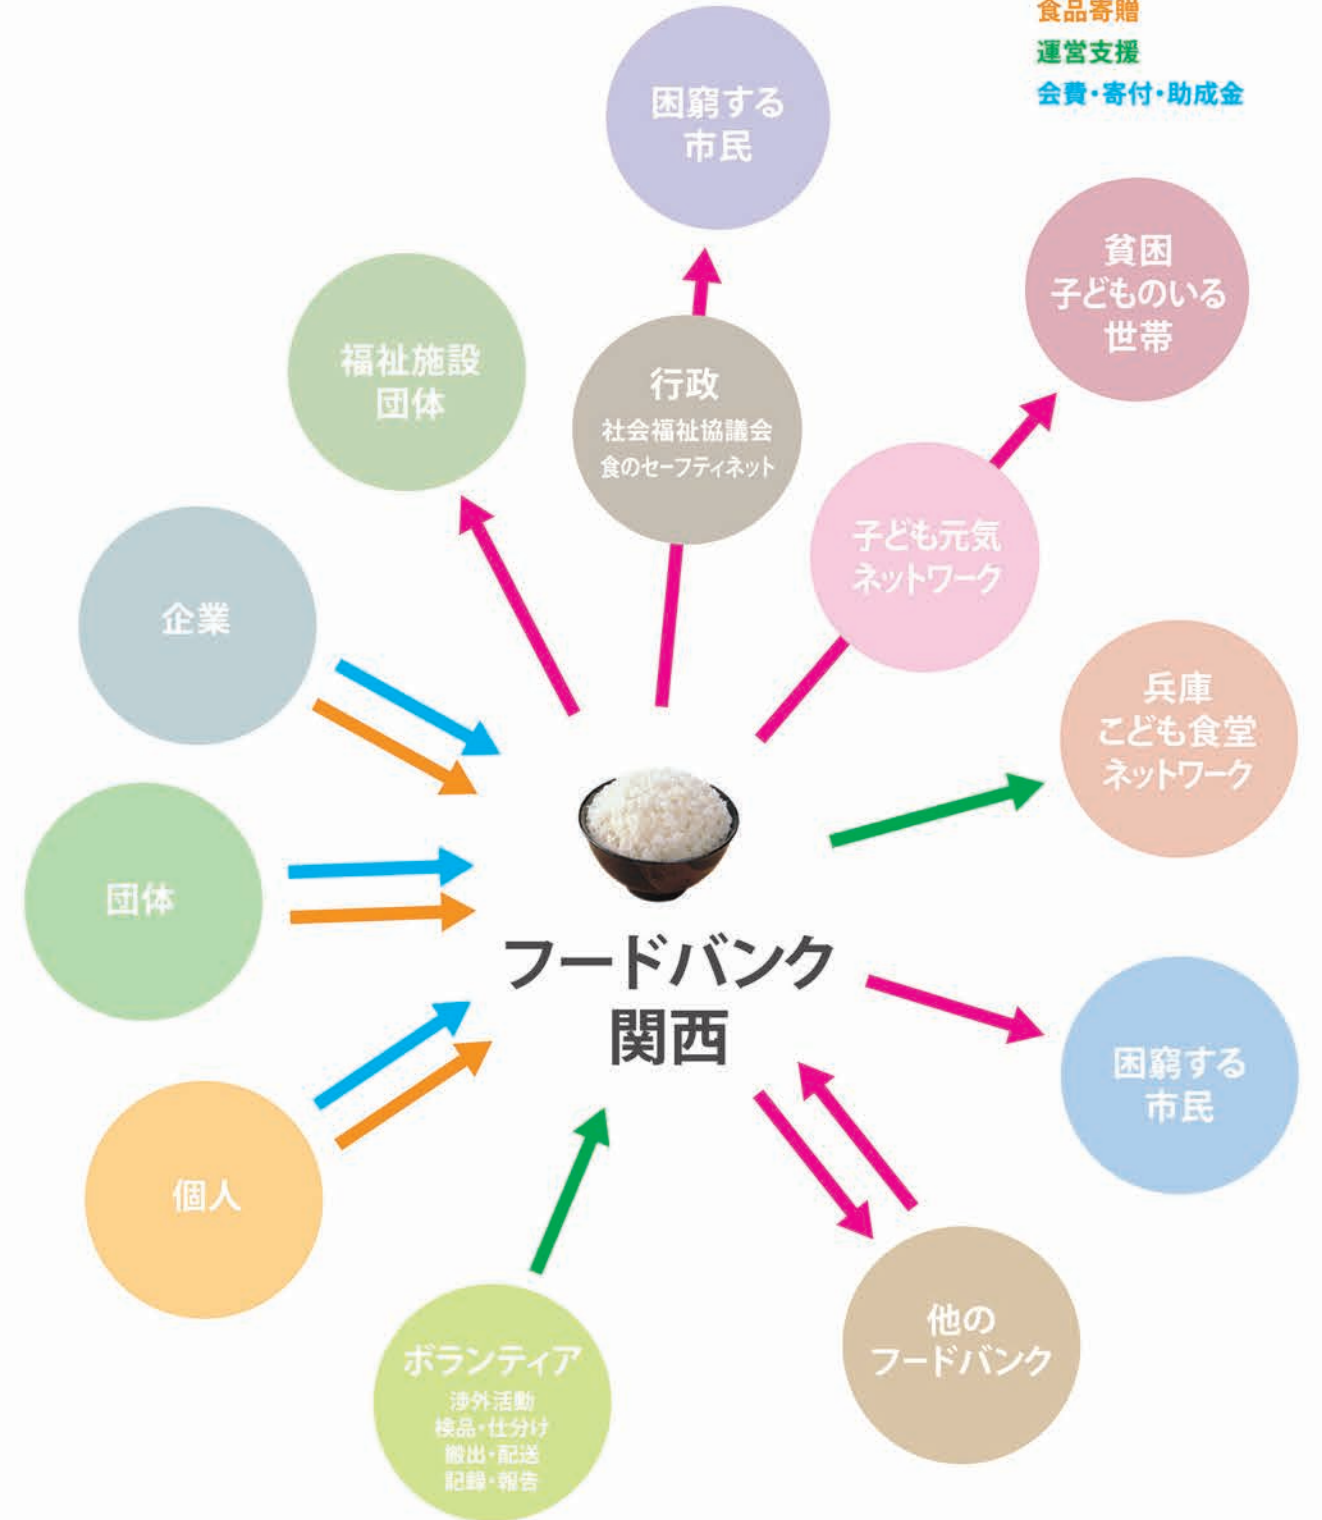 食品寄贈
運営支援
会費・寄付・助成金
困窮する
市民
貧困
子どものいる
世帯
福祉施設
団体
行政
社会福祉協議会
食のセーフティネット
子ども元気
ネットワーク
企業
兵庫
こども食堂
ネットワーク
団体
フードバンク
関西
困窮する
市民
個人
他の
フードバンク
ボランティア
渉外活動
検品・仕分け
搬出・配送
記録・報告